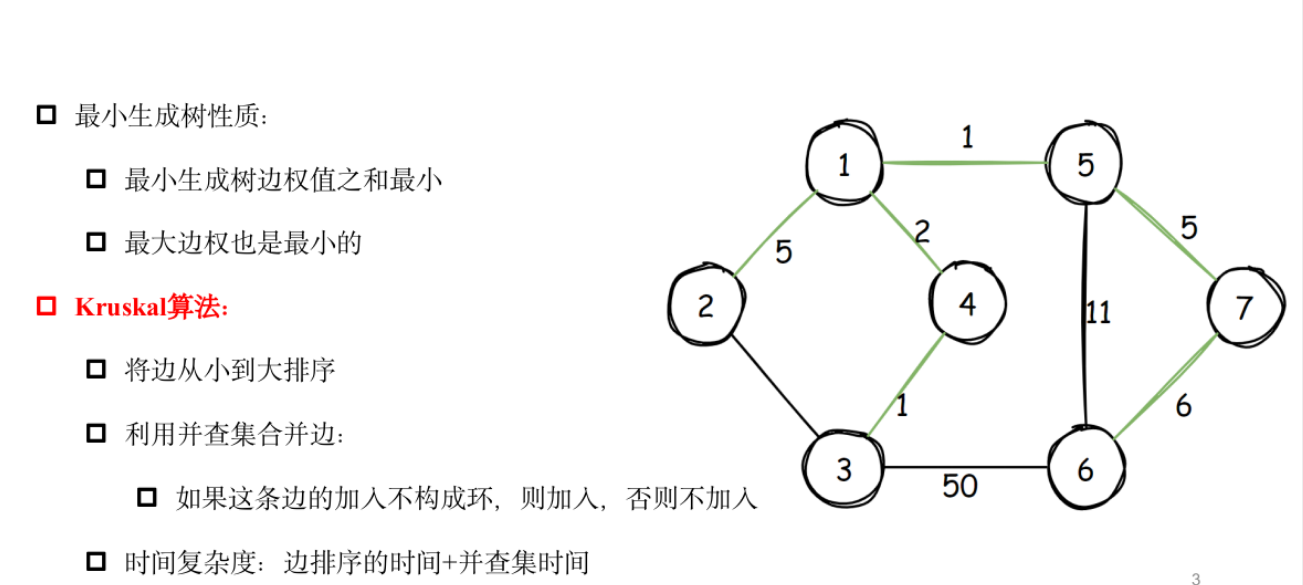 最小生成树性质：
最小生成树边权值之和最小
最大边权也是最小的
Kruskal算法：
将边从小到大排序
利用并查集合并边：
如果这条边的加入不构成环，则加入，否则不加入
时间复杂度：边排序的时间+并查集时间
1
1
5
5
2
5
2
4
11
7
1
6
3
50
6
3